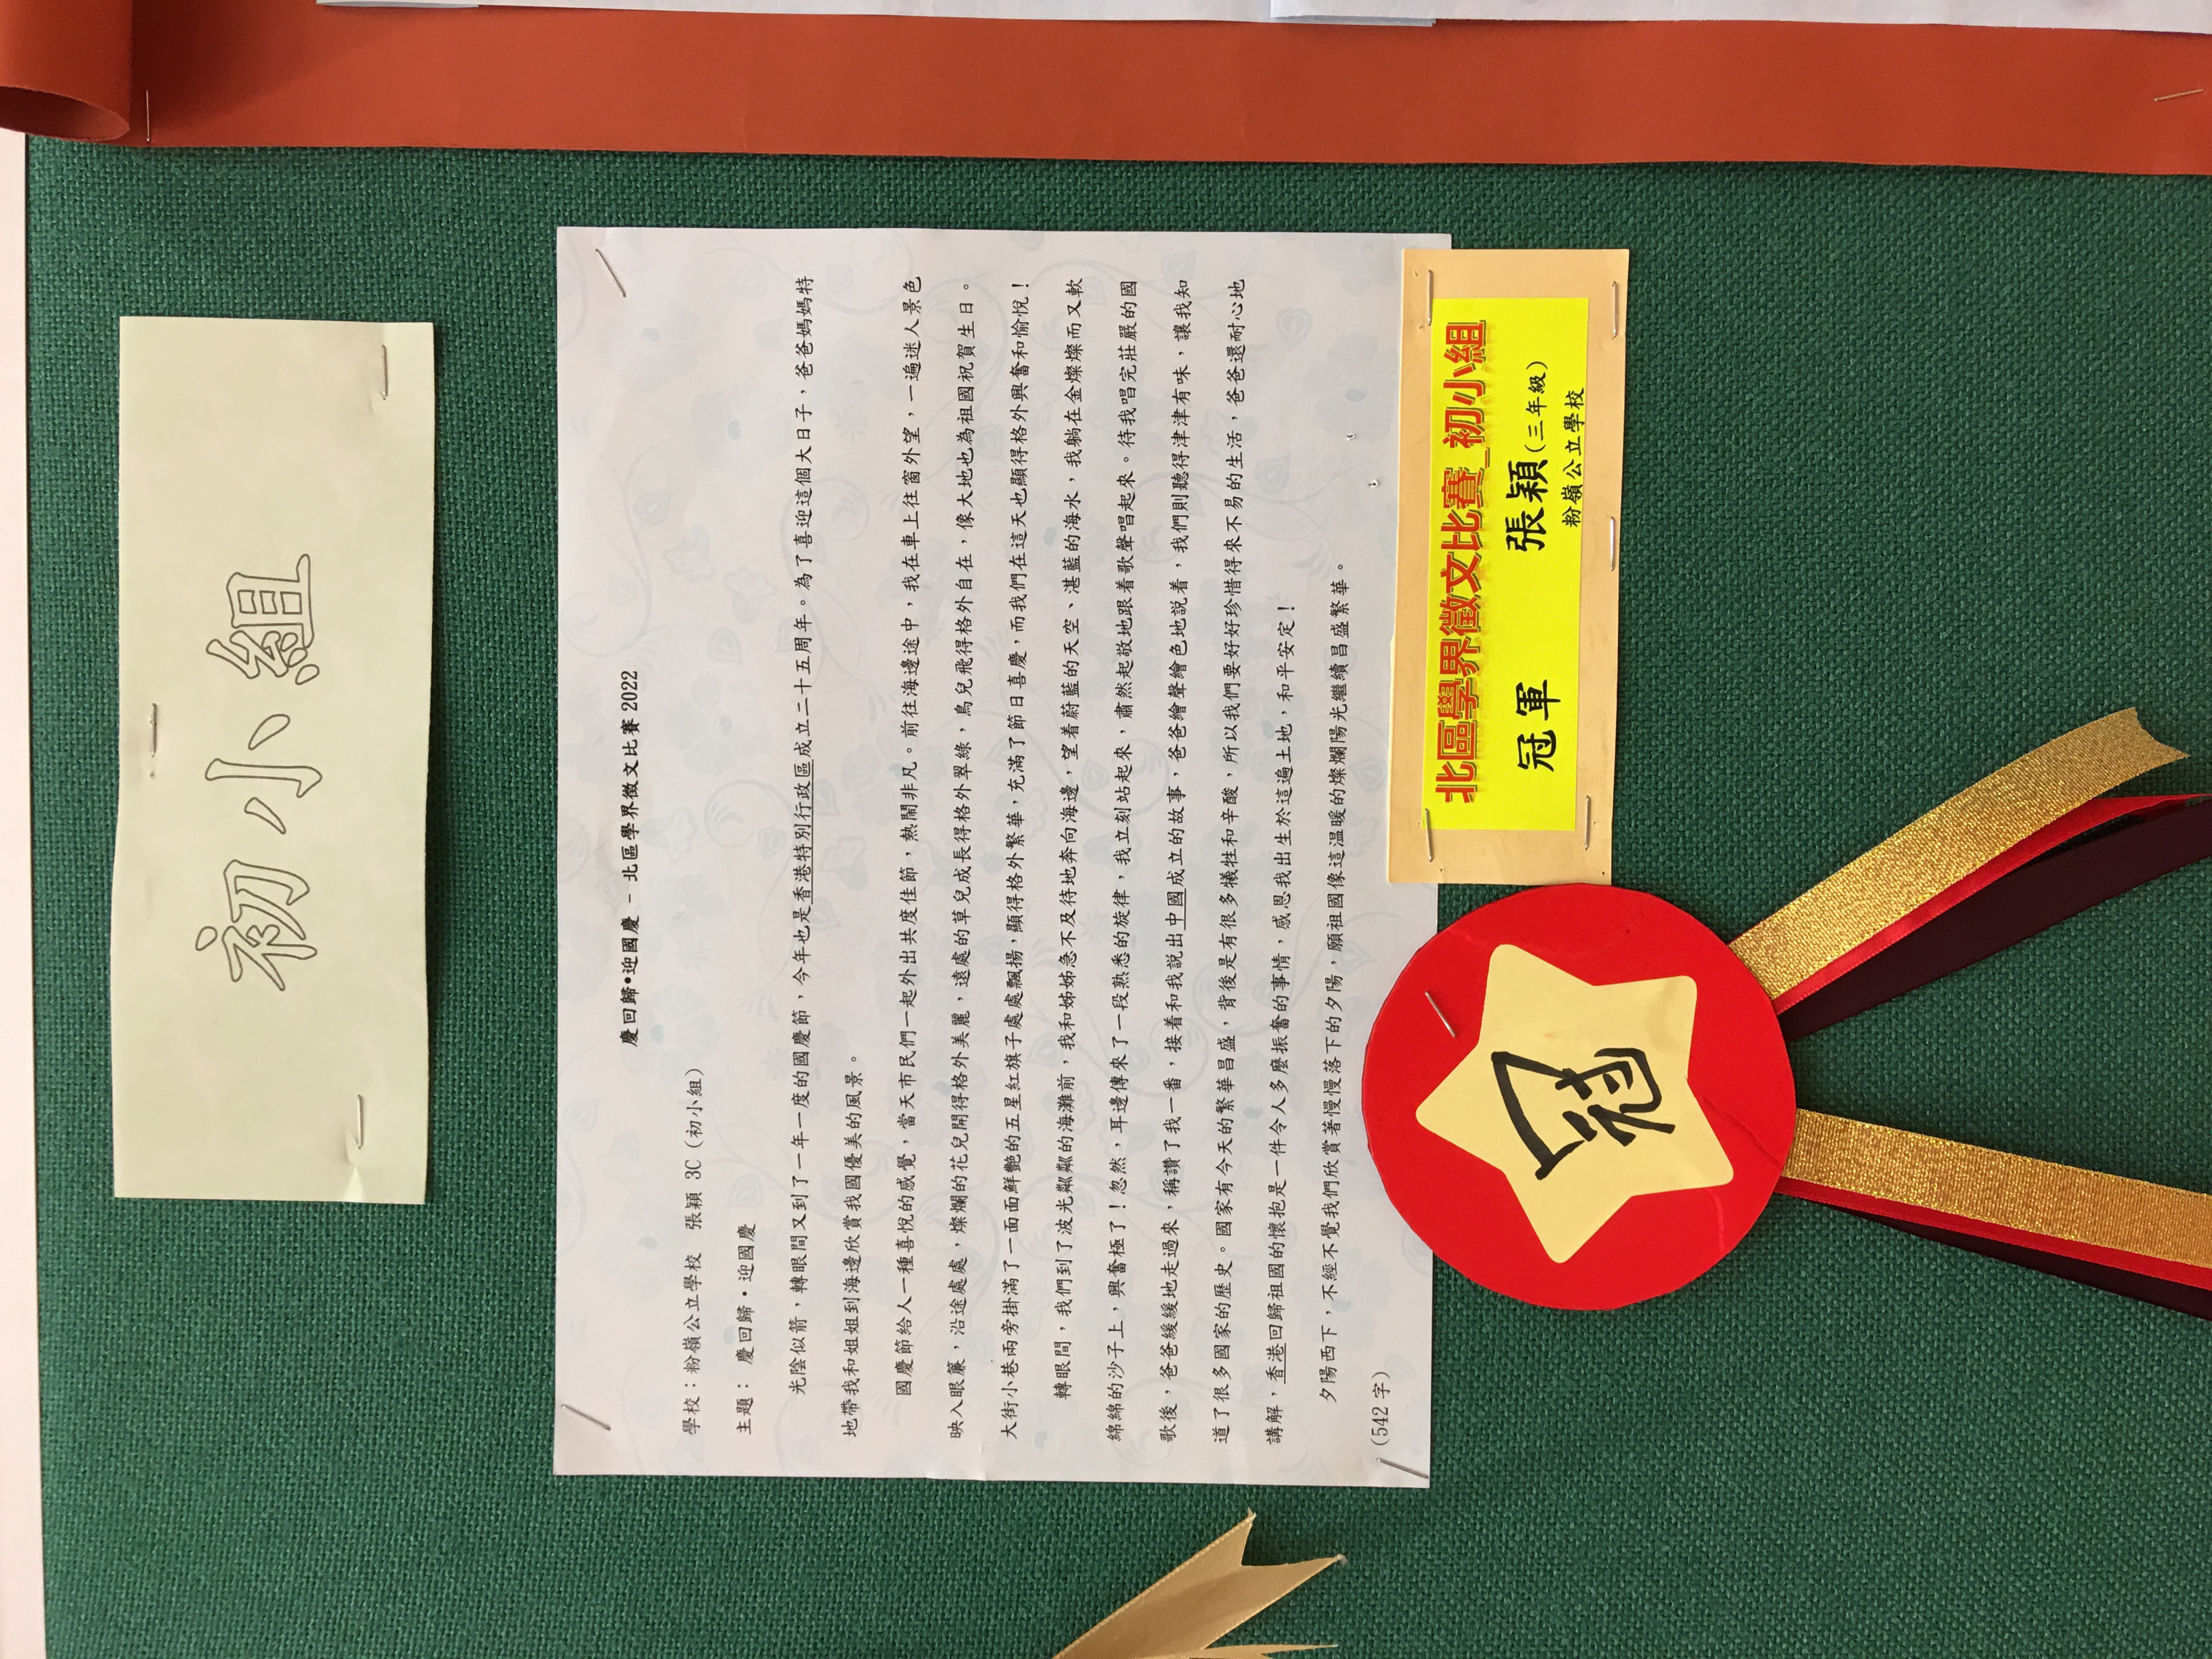 初小組
慶回歸•迎國慶 - 北區學界徵文比賽 2022
學校：粉嶺公立學校 張穎 3C（初小組）
主題： 慶回歸•迎國慶
光陰似箭，轉眼間又到了一年一度的國慶節，今年也是香港特別行政區成立二十五周年。為了喜迎這個大日子，爸爸媽媽特
地帶我和姐姐到海邊欣賞我國優美的風景。
國慶節給人一種喜悅的感覺，當天市民們一起外出共度佳節，熱鬧非凡。前往海邊途中，我在車上往窗外望，一遍迷人景色
映入眼簾，沿途處處，燦爛的花兒開得格外美麗，遠處的草兒成長得格外翠綠，鳥兒飛得格外自在，像大地也為祖國祝賀生日。
大街小巷兩旁掛滿了一面面鮮艷的五星紅旗子處處飄揚，顯得格外繁華，充滿了節日喜慶，而我們在這天也顯得格外興奮和愉悅！
轉眼間，我們到了波光粼粼的海灘前，我和姊姊急不及待地奔向海邊，望着蔚藍的天空、湛藍的海水，我躺在金燦燦而又軟
綿綿的沙子上，興奮極了！忽然，耳邊傳來了一段熟悉的旋律，我立刻站起來，肅然起敬地跟着歌聲唱起來。待我唱完莊嚴的國
歌後，爸爸緩緩地走過來，稱讚了我一番，接着和我説出中國成立的故事，爸爸繪聲繪色地説着，我們則聽得津津有味，讓我知
道了很多國家的歷史。國家有今天的繁華昌盛，背後是有很多犧牲和辛酸，所以我們要好好珍惜得來不易的生活，爸爸還耐心地
講解，香港回歸祖國的懷抱是一件令人多麼振奮的事情，感恩我出生於這遍土地，和平安定！
夕陽西下，不經不覺我們欣賞著慢慢落下的夕陽，願祖國像這溫暖的燦爛陽光繼續昌盛繁華。
（542 字）
北區學界徵文比賽_初小組
冠軍 張穎（三年級）
粉嶺公立學校
冠